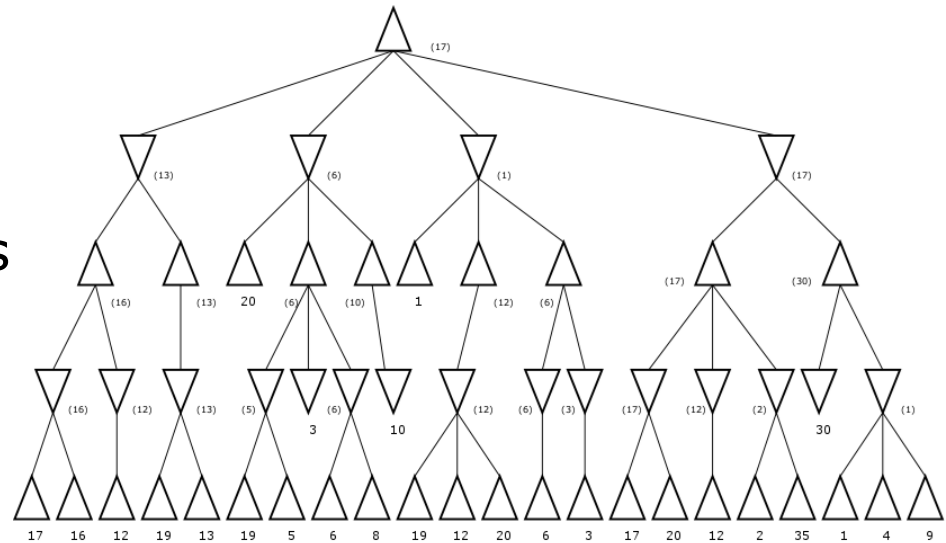 (17)
(13) (6) (1) (17)
s
(16) (13) 20 (6) (10) 1 (12) (6) (17) (30)
(16) (12) (13) (5) 3 (6) 10 (12) (6) (3) (17) (12) (2) 30 (1)
17 16 12 19 13 19 5 6 8 19 12 20 6 3 17 20 12 2 35 1 4 9